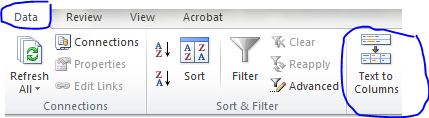 Data Review View Acrobat
Connections
Properties
Edit Links
Refresh
All
Connections
A
Z
Z
A
A Z
Z A
Sort
Filter
Clear
Reapply
Advanced
Sort & Filter
Text to
Columns